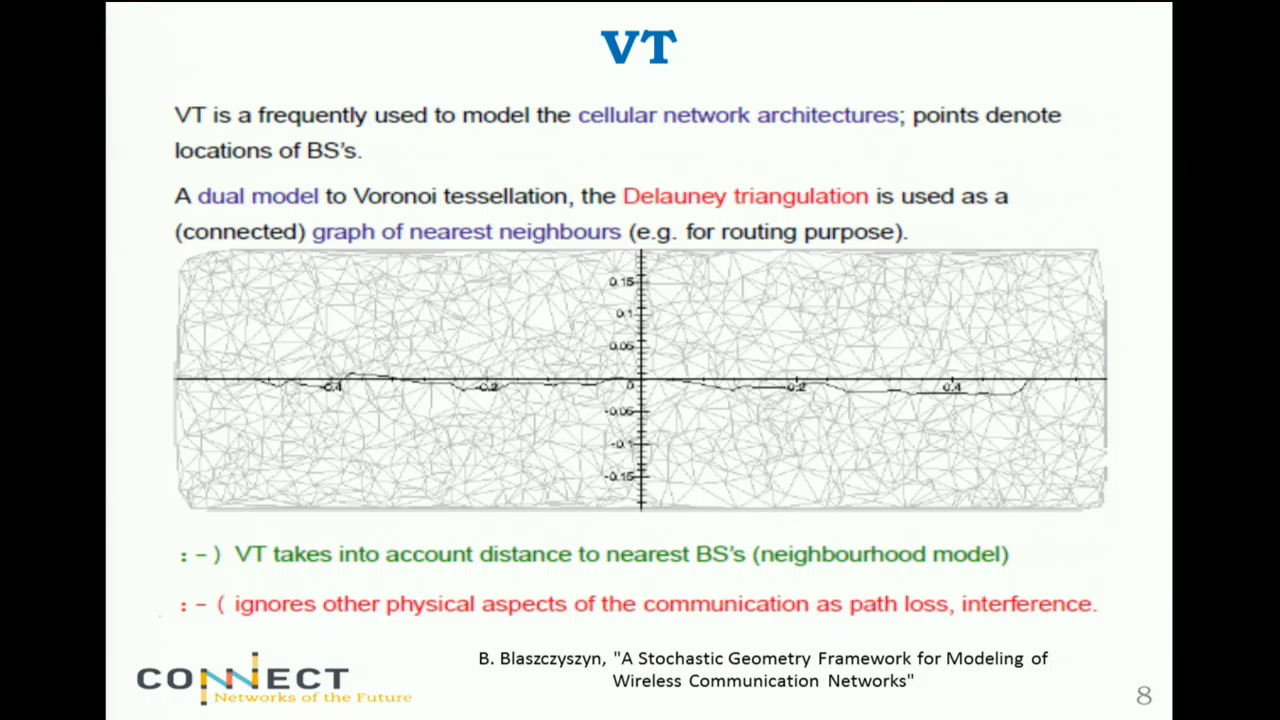 VT
VT is a frequently used to model the cellular network architectures; points denote
locations of BS's.
A dual model to Voronoi tessellation, the Delauney triangulation is used as a
(connected) graph of nearest neighbours (e.g. for routing purpose).
0.15
0.1
0.05
-0.4
-0.2
0
0.2
0.4
-0.05
-0.1
-0.15
:-) VT takes into account distance to nearest BS's (neighbourhood model)
:-( ignores other physical aspects of the communication as path loss, interference.
B. Blaszczyszyn, "A Stochastic Geometry Framework for Modeling of
Wireless Communication Networks"
CONNECT
Networks of the Future
8